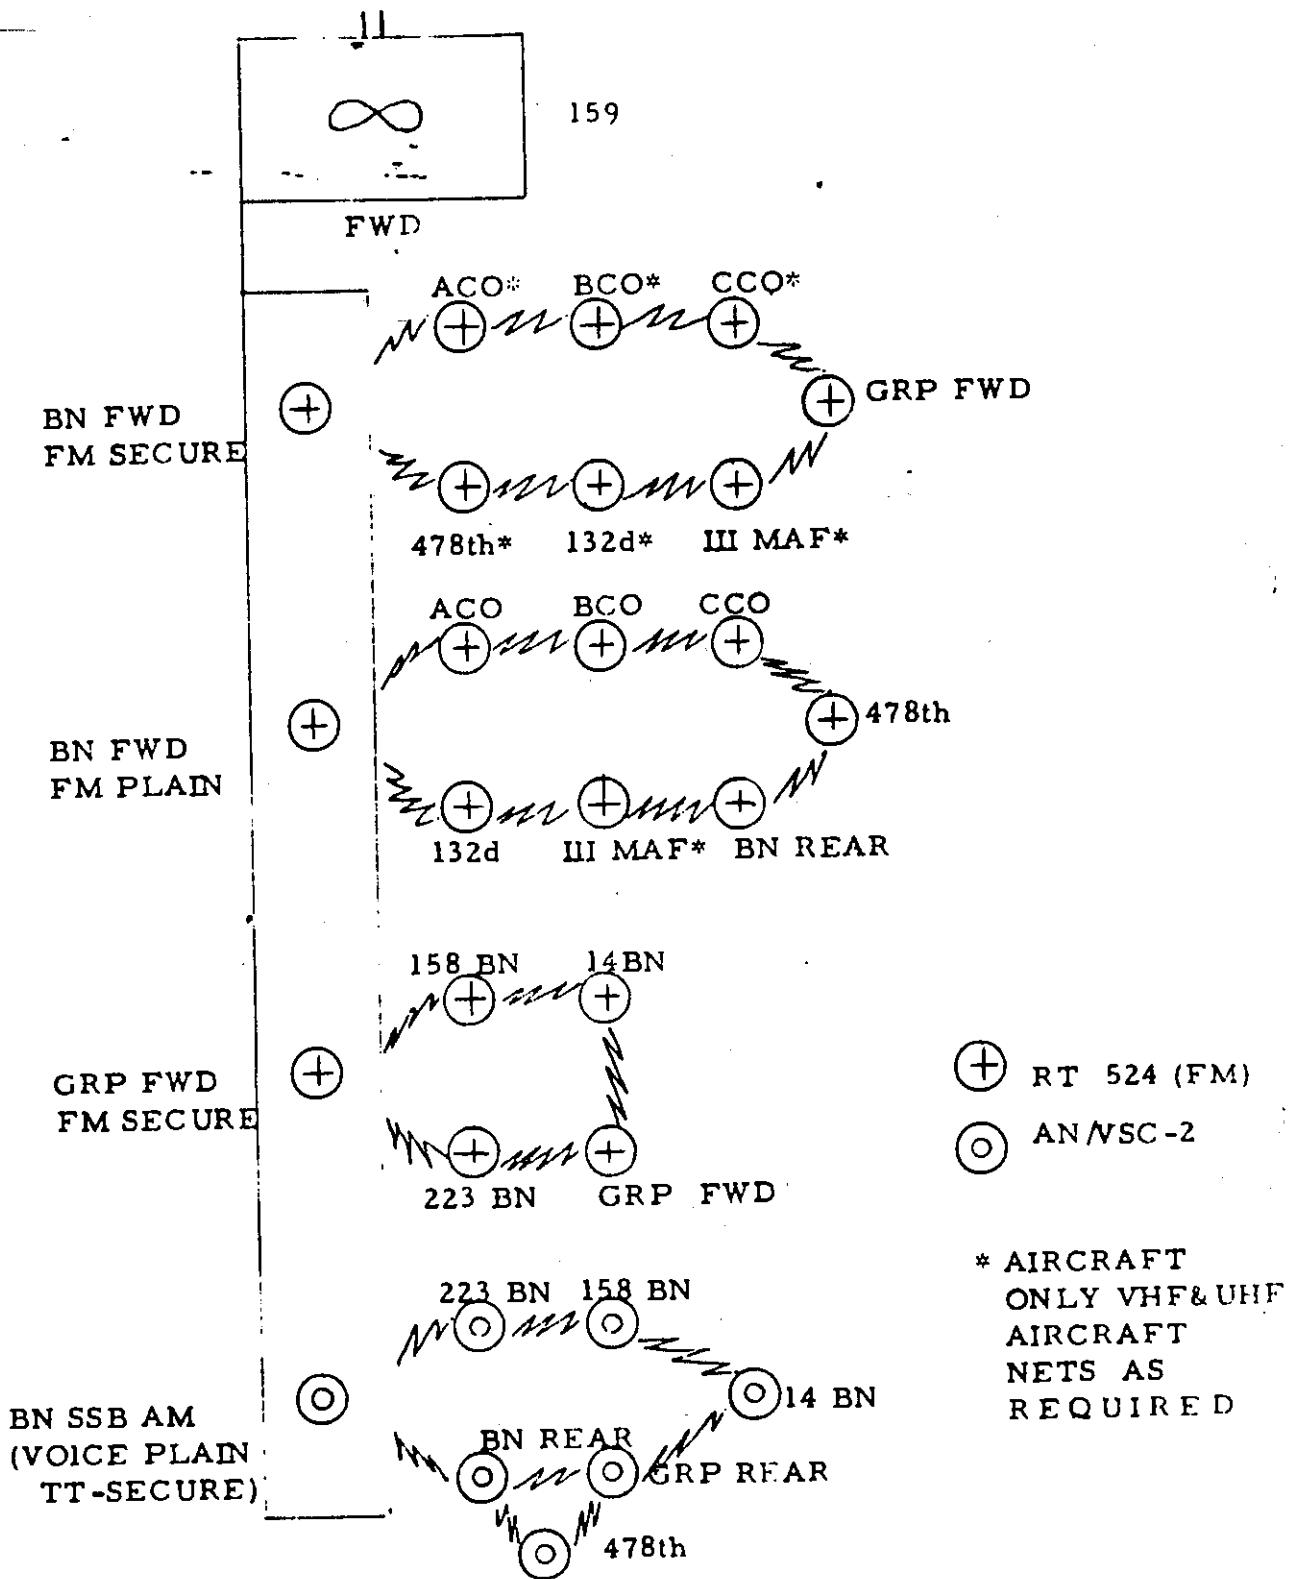 11
159
FWD
ACO* BCO* CCO*
BN FWD
FM SECURE
GRP FWD
478th* 132d* III MAF*
ACO BCO CCO
BN FWD
FM PLAIN
478th
132d III MAF* BN REAR
158 BN 14BN
GRP FWD
FM SECURE
223 BN GRP FWD
RT 524 (FM)
AN/VSC-2
* AIRCRAFT
ONLY VHF&UHF
AIRCRAFT
NETS AS
REQUIRED
223 BN 158 BN
14 BN
BN SSB AM
(VOICE PLAIN
TT-SECURE)
BN REAR
GRP REAR
478th